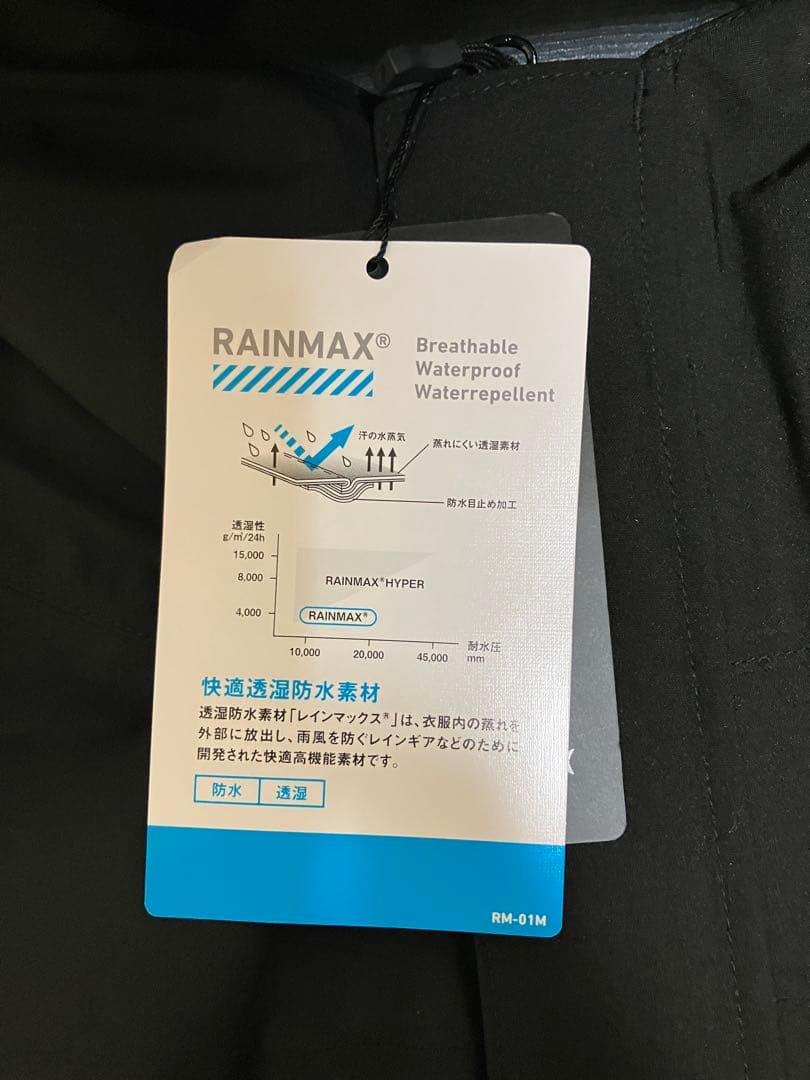 RAINMAX®
Breathable
Waterproof
Waterrepellent
汗の水蒸気
蒸れにくい透湿素材
防水目止め加工
透湿性
g/㎡/24h
15,000
8,000
4,000
RAINMAX®HYPER
RAINMAX®
10,000
20,000
45,000
耐水圧
mm
快適透湿防水素材
透湿防水素材「レインマックス®」は、衣服内の蒸れを
外部に放出し、雨風を防ぐレインギアなどのために
開発された快適高機能素材です。
防水
透湿
RM-01M